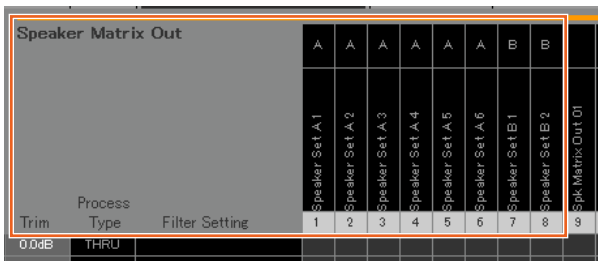 Speaker Matrix Out
A A A A A A B B
Speaker Set A 1
Speaker Set A 2
Speaker Set A 3
Speaker Set A 4
Speaker Set A 5
Speaker Set A 6
Speaker Set B 1
Speaker Set B 2
Spk Matrix Out 01
Process
Trim Type Filter Setting 1 2 3 4 5 6 7 8 9
0.0dB THRU